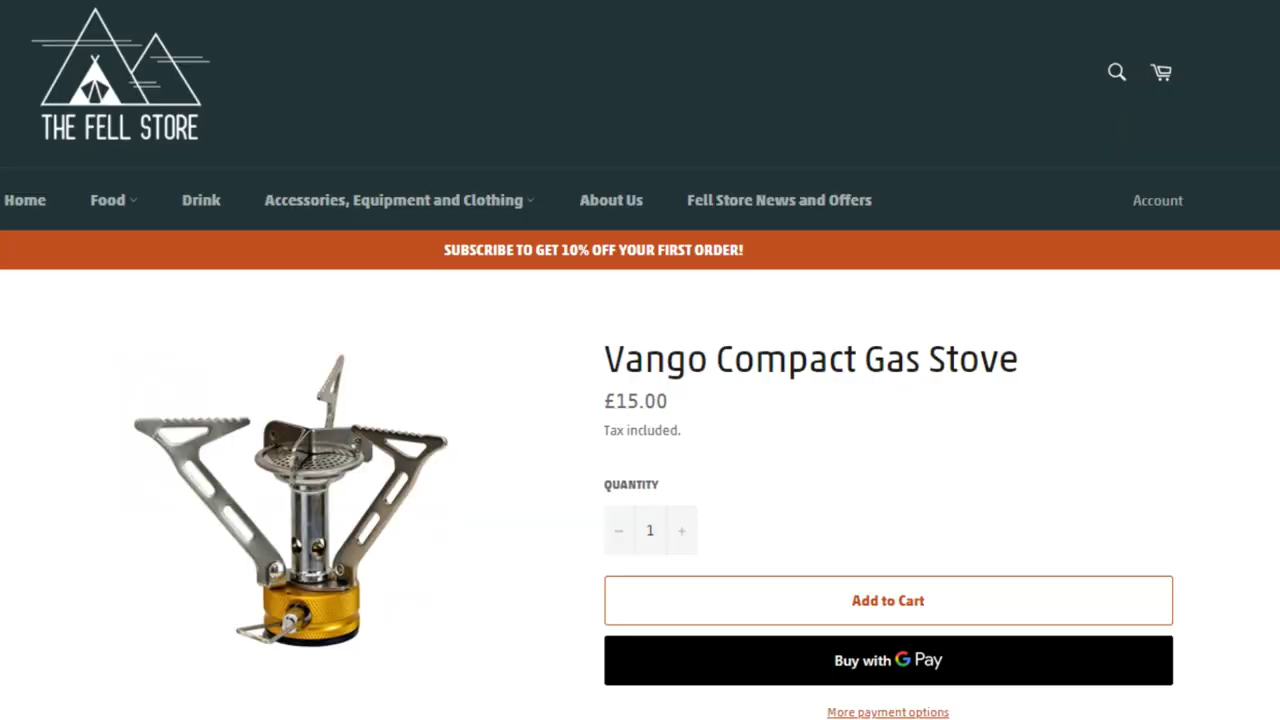 THE FELL STORE
Home Food Drink Accessories, Equipment and Clothing About Us Fell Store News and Offers Account
SUBSCRIBE TO GET 10% OFF YOUR FIRST ORDER!
Vango Compact Gas Stove
£15.00
Tax included.
QUANTITY
− 1 +
Add to Cart
Buy with G Pay
More payment options